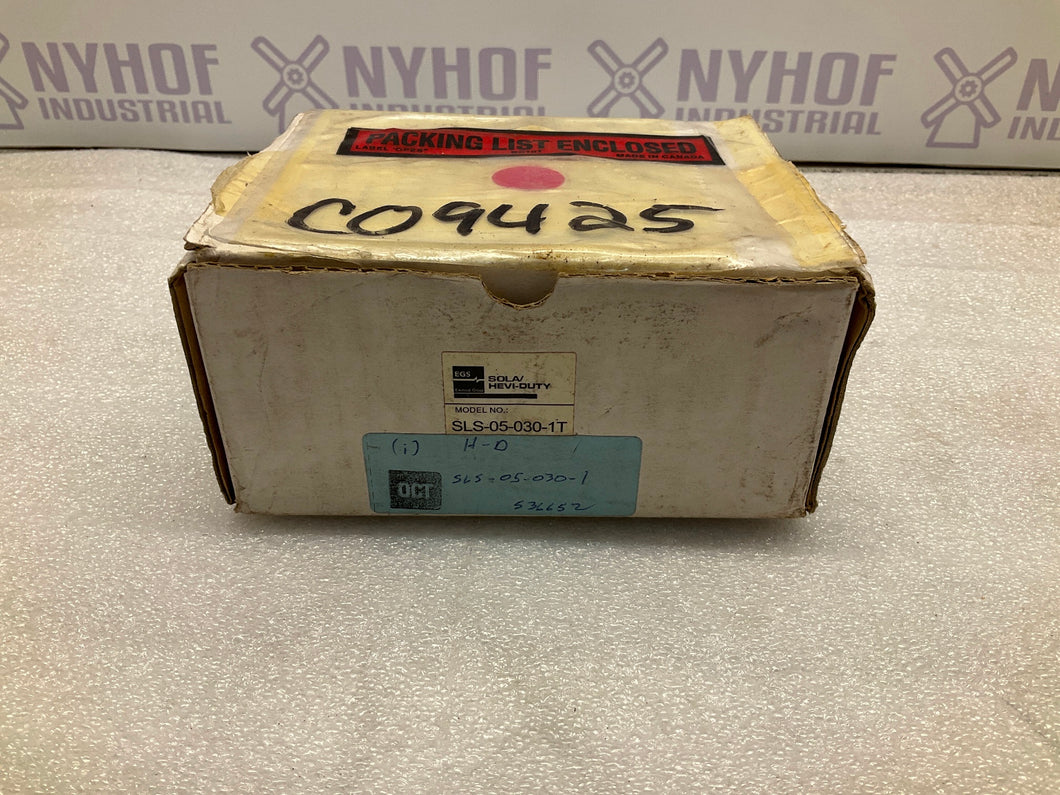 NYHOF
INDUSTRIAL
NYHOF
INDUSTRIAL
NYHOF
INDUSTRIAL
PACKING LIST ENCLOSED
MADE IN CANADA
C09425
EGS
SOLA/
HEVI-DUTY
MODEL NO.:
SLS-05-030-1T
(1) H-D
OCT
SLS-05-030-1
536652